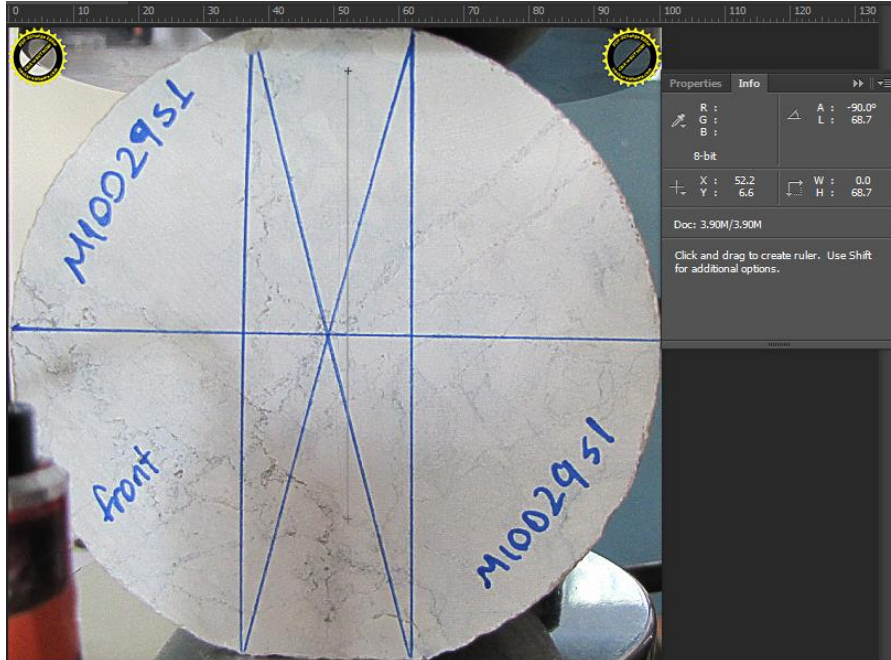 0 10 20 30 40 50 60 70 80 90 100 110 120 130
Properties Info
R :
G :
B :
8-bit
A : -90.0°
L : 68.7
X : 52.2
Y : 6.6
W : 0.0
H : 68.7
Doc: 3.90M/3.90M
Click and drag to create ruler. Use Shift
for additional options.
M10029S1
front
M10029S1